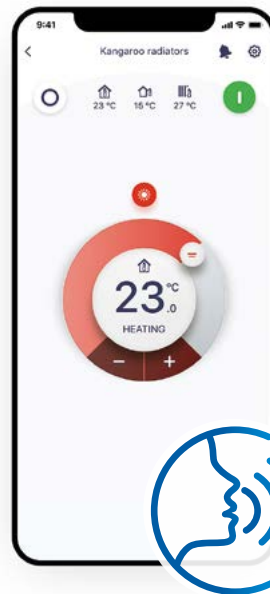 9:41
Kangaroo radiators
23 °C 15 °C 27 °C
23.0 °C
HEATING
− +